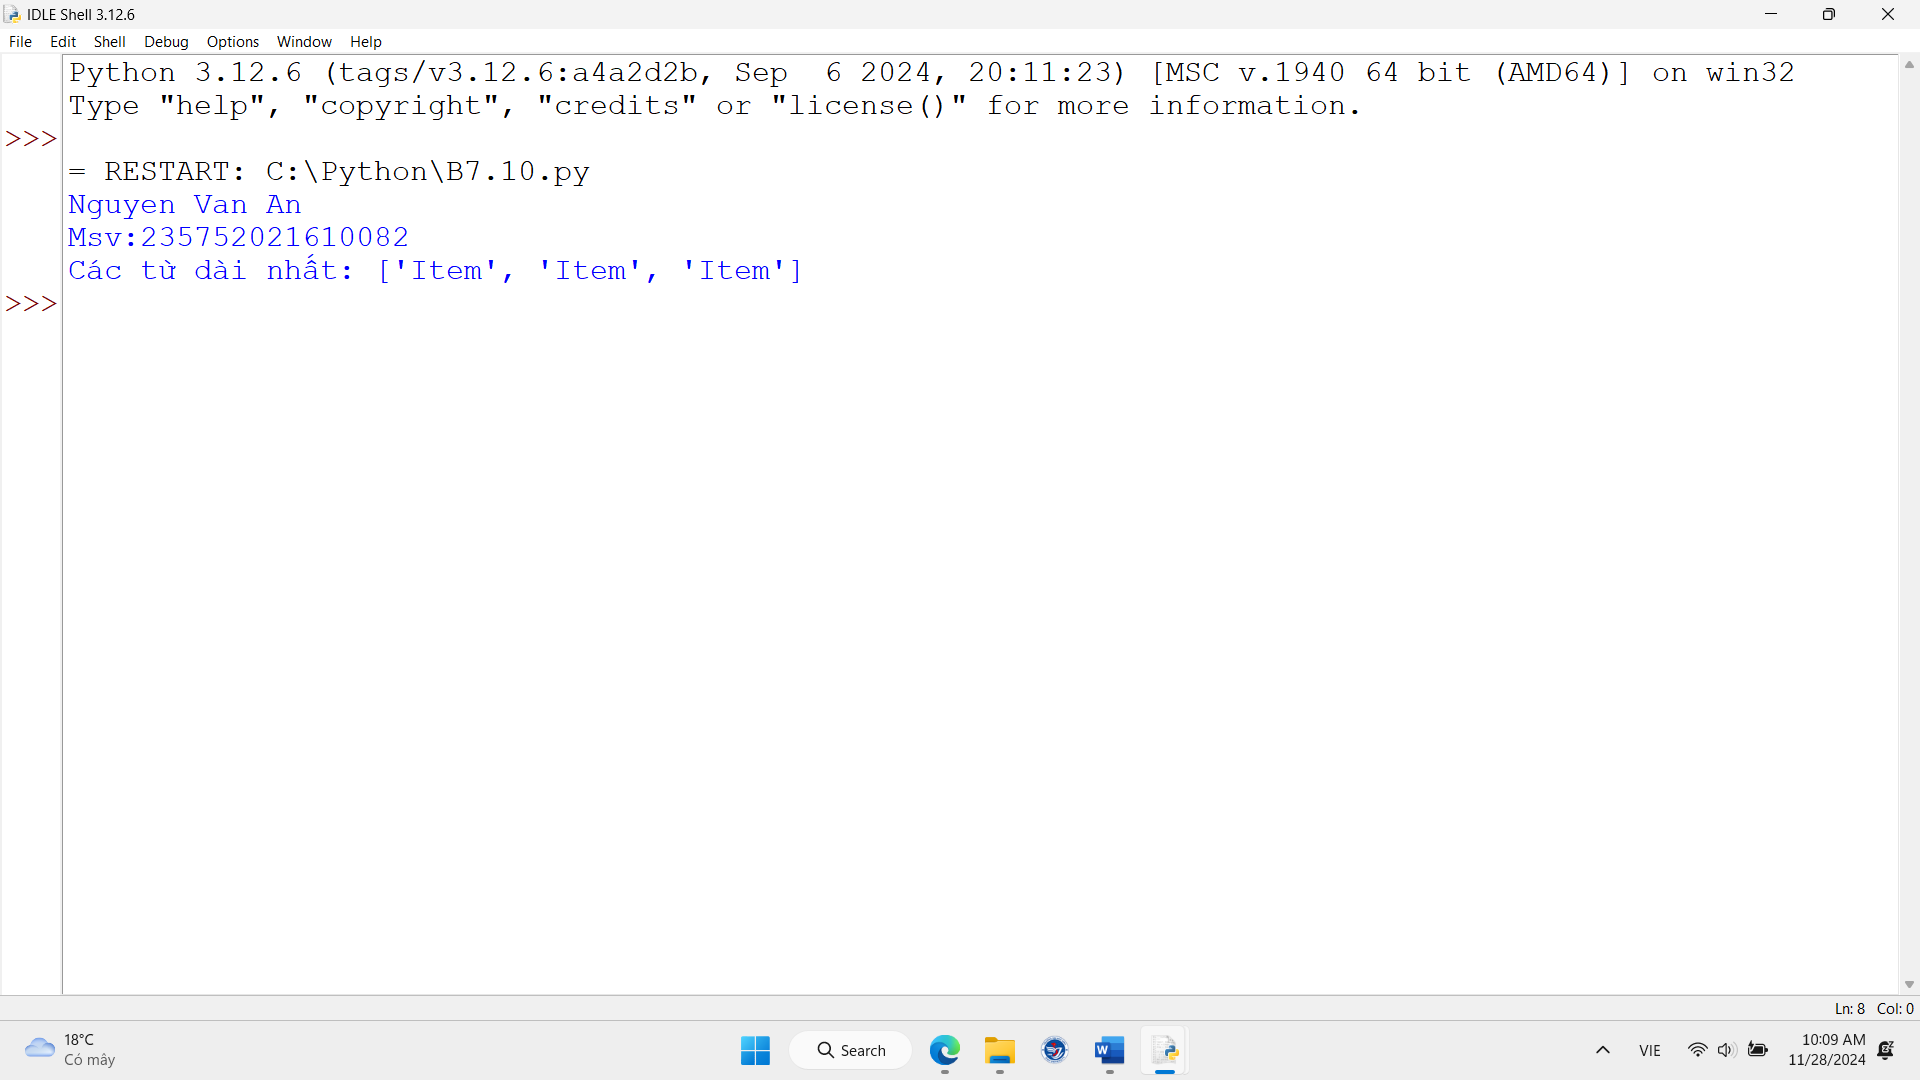 IDLE Shell 3.12.6
File Edit Shell Debug Options Window Help
Python 3.12.6 (tags/v3.12.6:a4a2d2b, Sep  6 2024, 20:11:23) [MSC v.1940 64 bit (AMD64)] on win32
Type "help", "copyright", "credits" or "license()" for more information.
>>>
= RESTART: C:\Python\B7.10.py
Nguyen Van An
Msv:235752021610082
Các từ dài nhất: ['Item', 'Item', 'Item']
>>>
Ln: 8 Col: 0
18°C
Có mây
Search
VIE
10:09 AM
11/28/2024